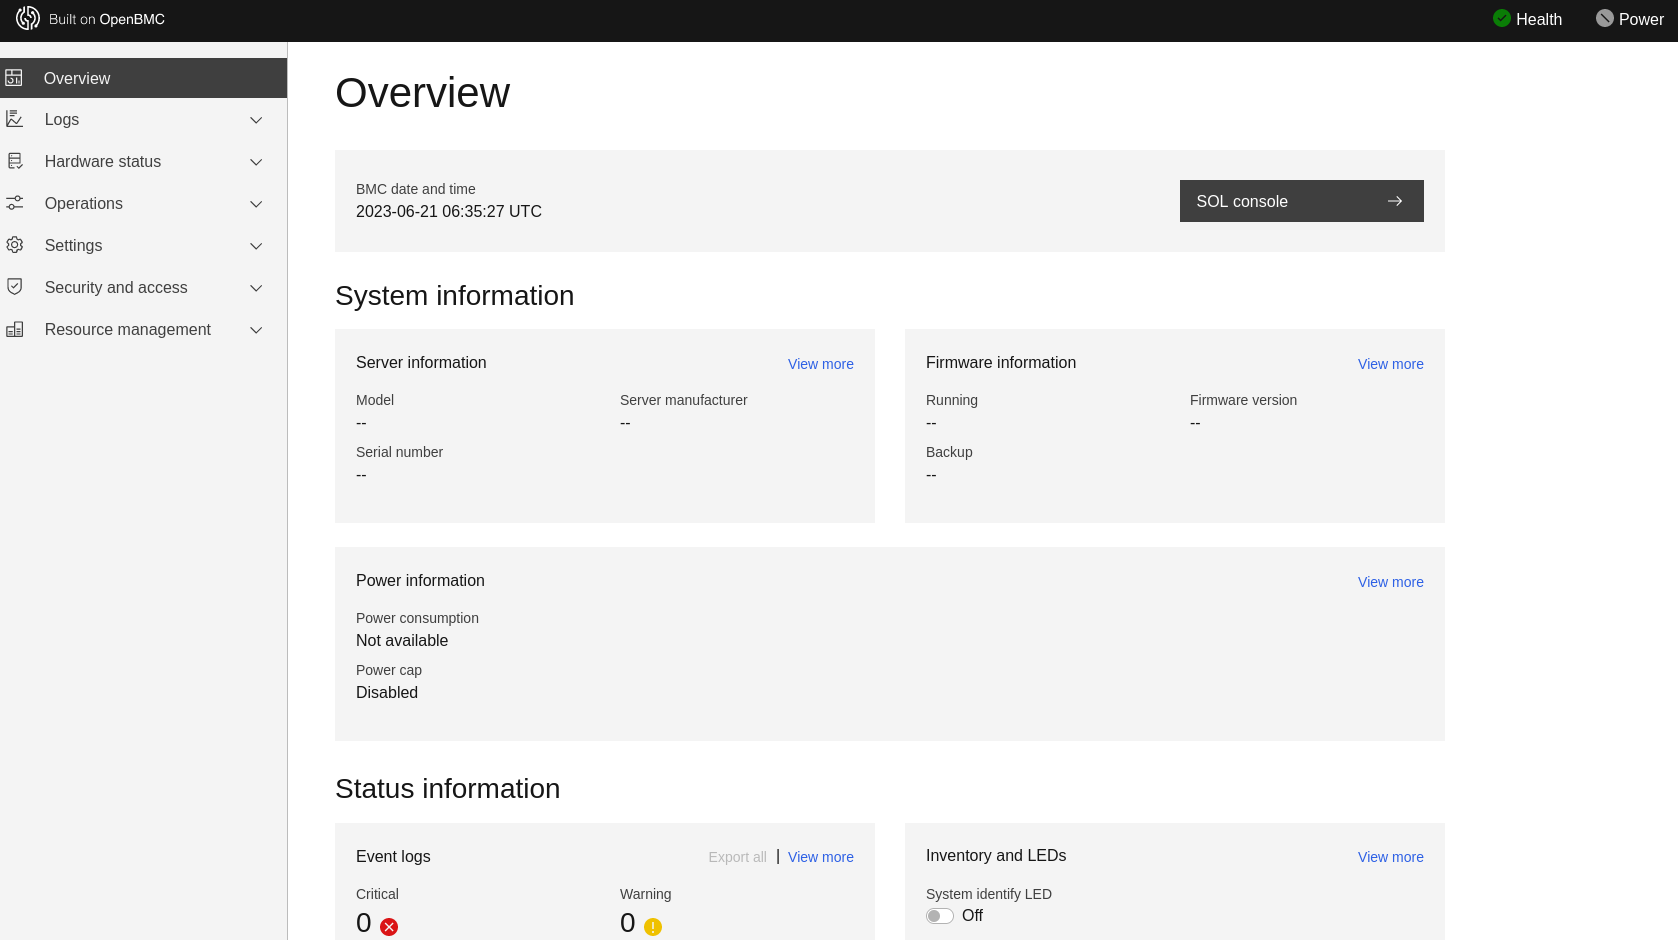 Built on OpenBMC
Health
Power
Overview
Logs
Hardware status
Operations
Settings
Security and access
Resource management
Overview
BMC date and time
2023-06-21 06:35:27 UTC
SOL console
System information
Server information
View more
Model
--
Server manufacturer
--
Serial number
--
Firmware information
View more
Running
--
Firmware version
--
Backup
--
Power information
View more
Power consumption
Not available
Power cap
Disabled
Status information
Event logs
Export all | View more
Critical
0
Warning
0
Inventory and LEDs
View more
System identify LED
Off